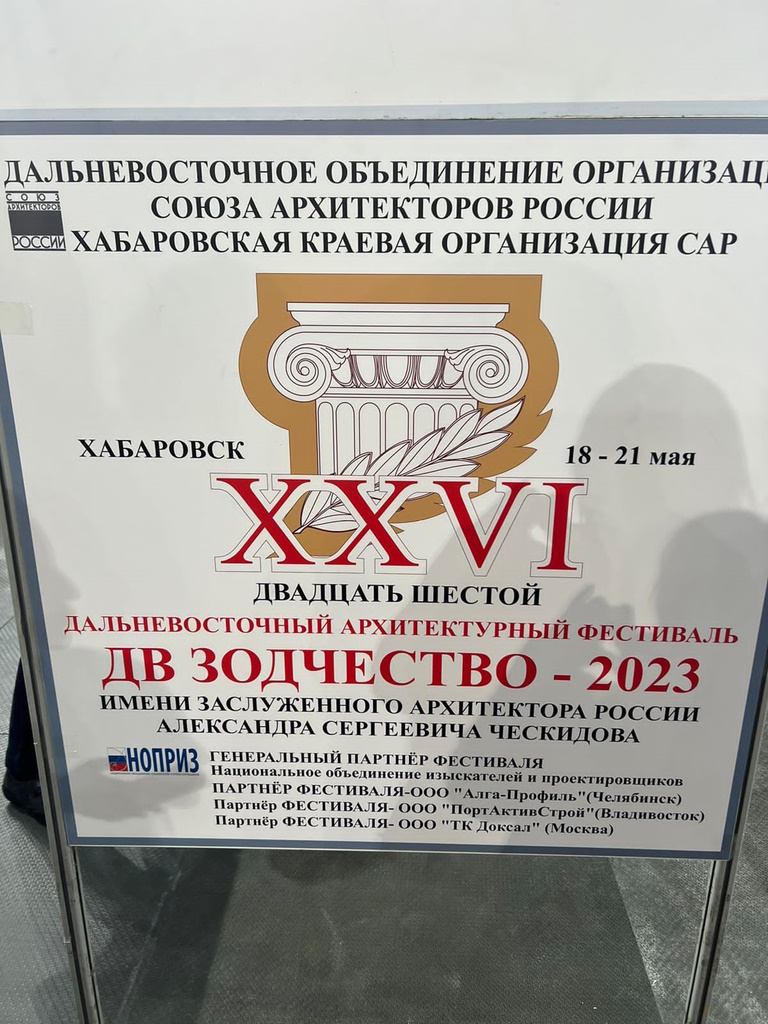 ДАЛЬНЕВОСТОЧНОЕ ОБЪЕДИНЕНИЕ ОРГАНИЗАЦ
СОЮЗА АРХИТЕКТОРОВ РОССИИ
СОЮЗ
АРХИТЕКТОРОВ
РОССИИ
ХАБАРОВСКАЯ КРАЕВАЯ ОРГАНИЗАЦИЯ САР
ХАБАРОВСК
18 - 21 мая
XXVI
ДВАДЦАТЬ ШЕСТОЙ
ДАЛЬНЕВОСТОЧНЫЙ АРХИТЕКТУРНЫЙ ФЕСТИВАЛЬ
ДВ ЗОДЧЕСТВО - 2023
ИМЕНИ ЗАСЛУЖЕННОГО АРХИТЕКТОРА РОССИИ
АЛЕКСАНДРА СЕРГЕЕВИЧА ЧЕСКИДОВА
НОПРИЗ
ГЕНЕРАЛЬНЫЙ ПАРТНЁР ФЕСТИВАЛЯ
Национальное объединение изыскателей и проектировщиков
ПАРТНЁР ФЕСТИВАЛЯ-ООО "Алга-Профиль"(Челябинск)
Партнёр ФЕСТИВАЛЯ- ООО "ПортАктивСтрой"(Владивосток)
Партнёр ФЕСТИВАЛЯ- ООО "ТК Доксал" (Москва)